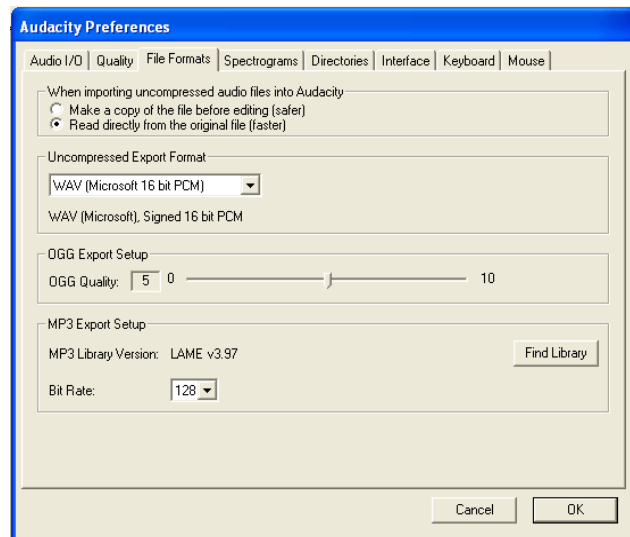 Audacity Preferences
Audio I/O Quality File Formats Spectrograms Directories Interface Keyboard Mouse
When importing uncompressed audio files into Audacity
Make a copy of the file before editing (safer)
Read directly from the original file (faster)
Uncompressed Export Format
WAV (Microsoft 16 bit PCM)
WAV (Microsoft), Signed 16 bit PCM
OGG Export Setup
OGG Quality: 5 0 10
MP3 Export Setup
MP3 Library Version: LAME v3.97 Find Library
Bit Rate: 128
Cancel OK